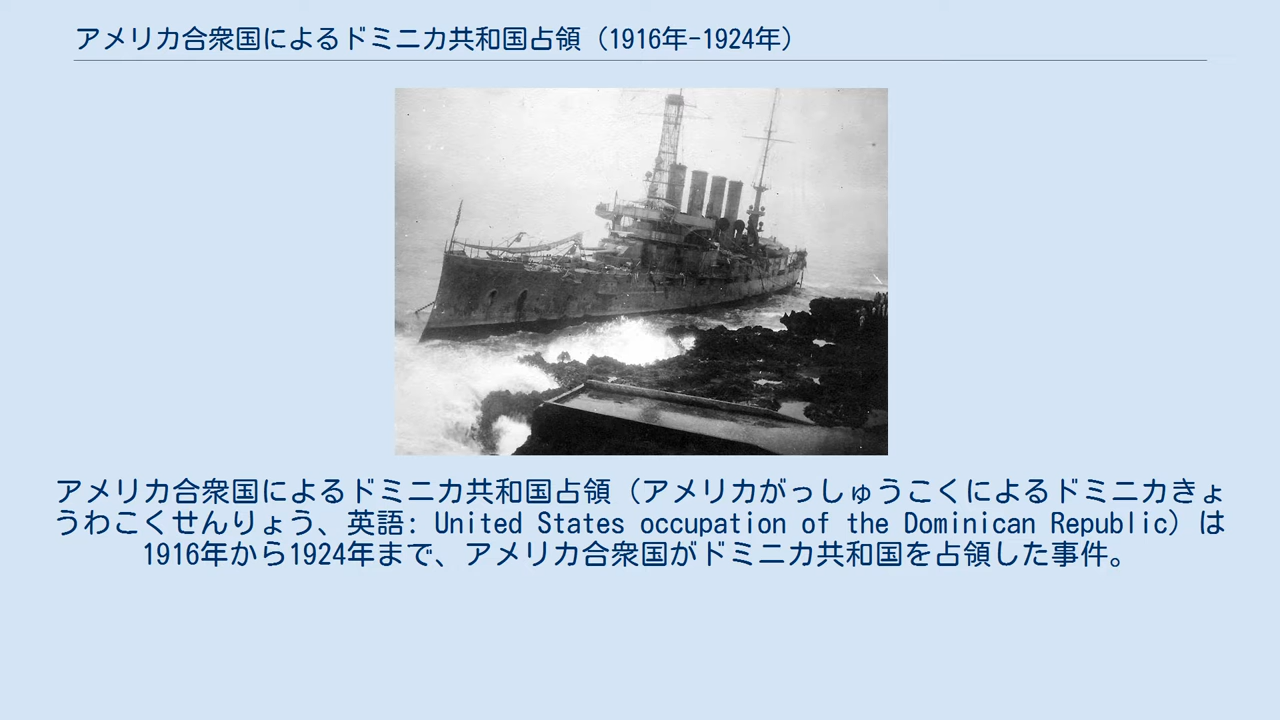 アメリカ合衆国によるドミニカ共和国占領（1916年-1924年）
アメリカ合衆国によるドミニカ共和国占領（アメリカがっしゅうこくによるドミニカきょ
うわこくせんりょう、英語: United States occupation of the Dominican Republic）は
1916年から1924年まで、アメリカ合衆国がドミニカ共和国を占領した事件。